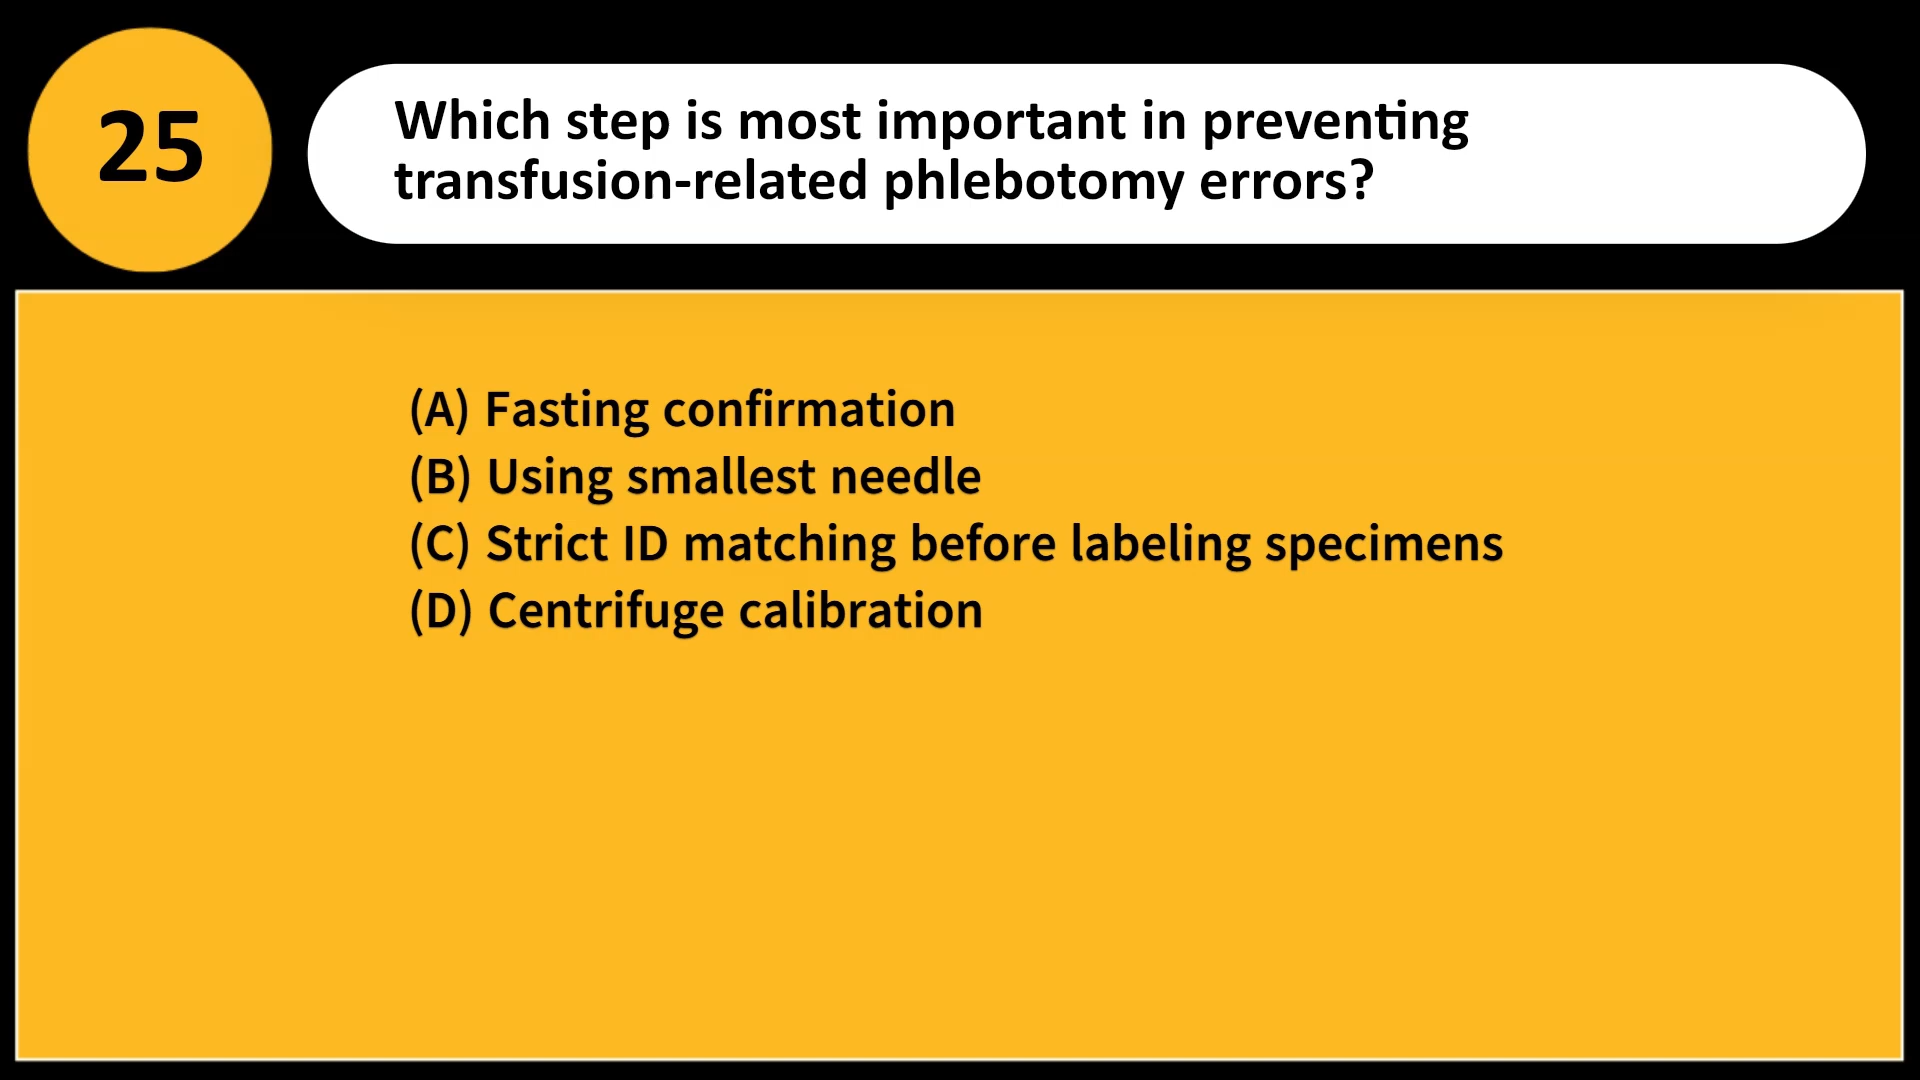 25
Which step is most important in preventing
transfusion-related phlebotomy errors?
(A) Fasting confirmation
(B) Using smallest needle
(C) Strict ID matching before labeling specimens
(D) Centrifuge calibration